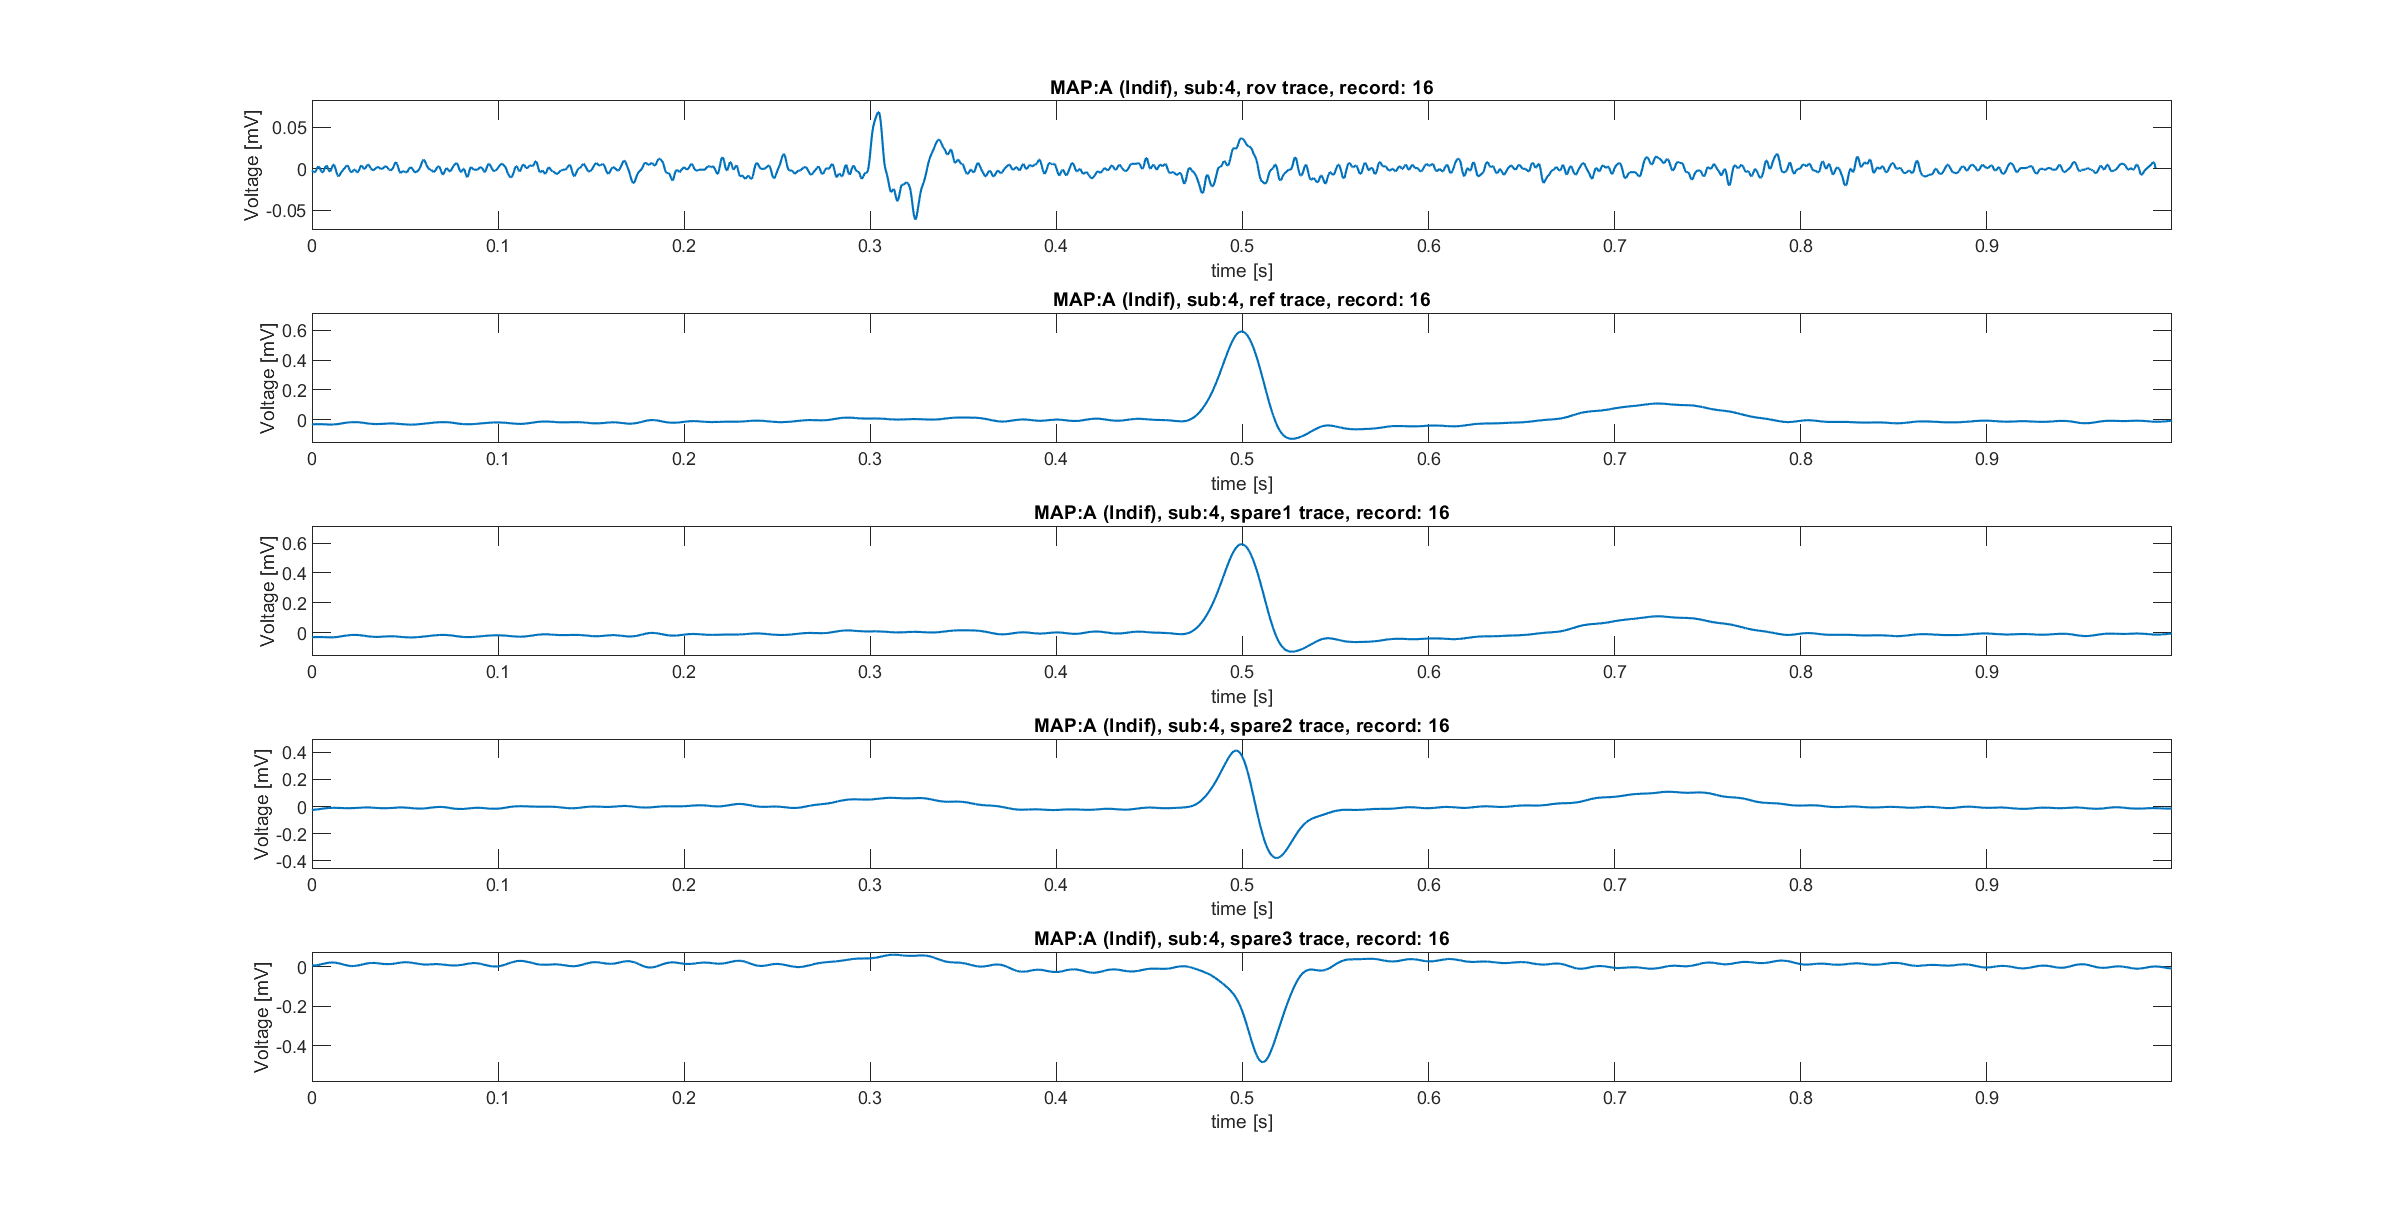 MAP:A (Indif), sub:4, rov trace, record: 16
Voltage [mV]
0.05
0
-0.05
0 0.1 0.2 0.3 0.4 0.5 0.6 0.7 0.8 0.9
time [s]
MAP:A (Indif), sub:4, ref trace, record: 16
Voltage [mV]
0.6
0.4
0.2
0
0 0.1 0.2 0.3 0.4 0.5 0.6 0.7 0.8 0.9
time [s]
MAP:A (Indif), sub:4, spare1 trace, record: 16
Voltage [mV]
0.6
0.4
0.2
0
0 0.1 0.2 0.3 0.4 0.5 0.6 0.7 0.8 0.9
time [s]
MAP:A (Indif), sub:4, spare2 trace, record: 16
Voltage [mV]
0.4
0.2
0
-0.2
-0.4
0 0.1 0.2 0.3 0.4 0.5 0.6 0.7 0.8 0.9
time [s]
MAP:A (Indif), sub:4, spare3 trace, record: 16
Voltage [mV]
0
-0.2
-0.4
0 0.1 0.2 0.3 0.4 0.5 0.6 0.7 0.8 0.9
time [s]